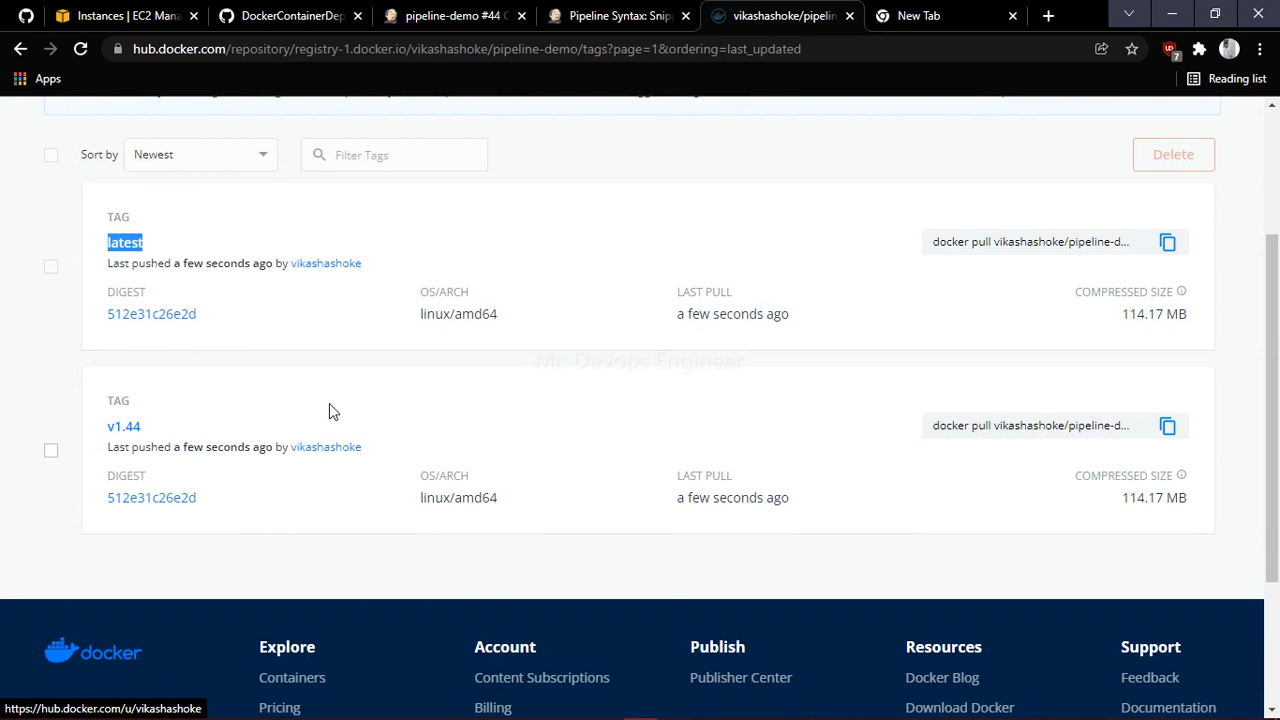 Instances | EC2 Mana
DockerContainerDep
pipeline-demo #44 C
Pipeline Syntax: Snip
vikashashoke/pipelin
New Tab
hub.docker.com/repository/registry-1.docker.io/vikashashoke/pipeline-demo/tags?page=1&ordering=last_updated
7
Apps
Reading list
Sort by
Newest
Filter Tags
Delete
TAG
latest
docker pull vikashashoke/pipeline-d...
Last pushed a few seconds ago by vikashashoke
DIGEST
OS/ARCH
LAST PULL
COMPRESSED SIZE
512e31c26e2d
linux/amd64
a few seconds ago
114.17 MB
Mr. Devops Engineer
TAG
v1.44
docker pull vikashashoke/pipeline-d...
Last pushed a few seconds ago by vikashashoke
DIGEST
OS/ARCH
LAST PULL
COMPRESSED SIZE
512e31c26e2d
linux/amd64
a few seconds ago
114.17 MB
docker
Explore
Account
Publish
Resources
Support
Containers
Content Subscriptions
Publisher Center
Docker Blog
Feedback
Pricing
Billing
Download Docker
Documentation
https://hub.docker.com/u/vikashashoke